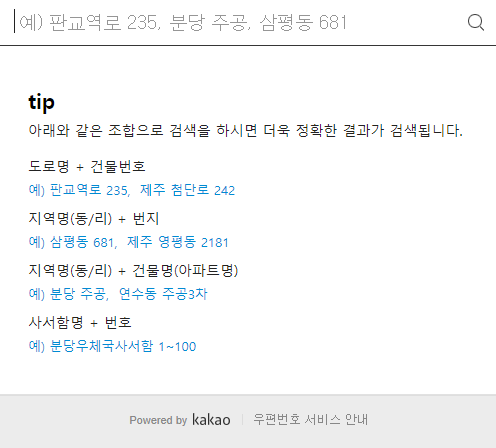 예) 판교역로 235, 분당 주공, 삼평동 681
tip
아래와 같은 조합으로 검색을 하시면 더욱 정확한 결과가 검색됩니다.
도로명 + 건물번호
예) 판교역로 235, 제주 첨단로 242
지역명(동/리) + 번지
예) 삼평동 681, 제주 영평동 2181
지역명(동/리) + 건물명(아파트명)
예) 분당 주공, 연수동 주공3차
사서함명 + 번호
예) 분당우체국사서함 1~100
Powered by kakao 우편번호 서비스 안내